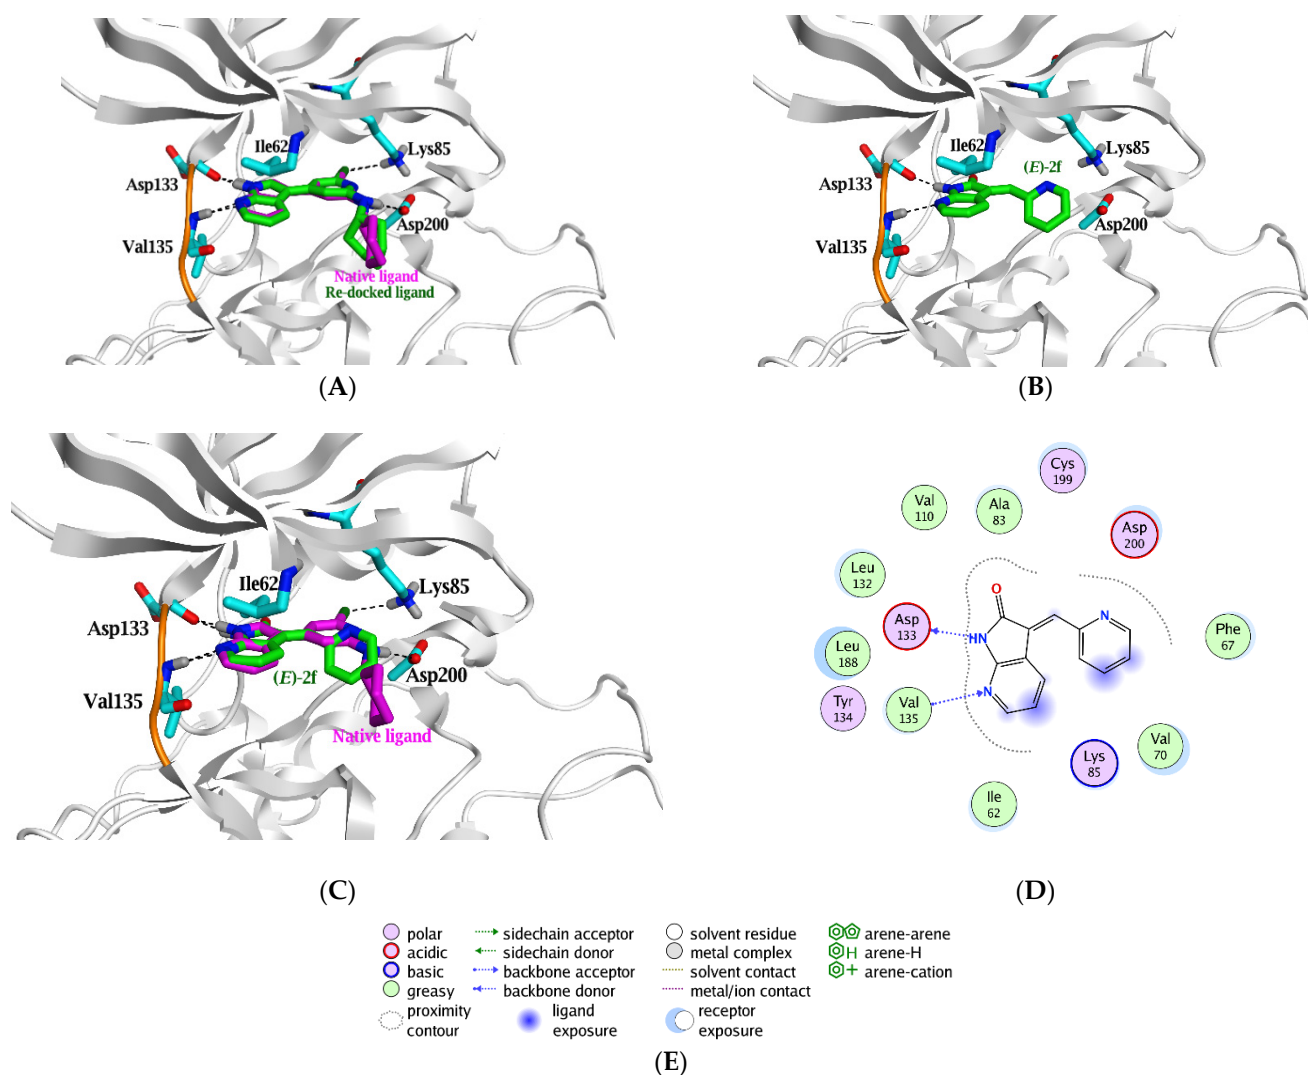 Ile62
Lys85
Asp133
Val135
Asp200
Native ligand
Re-docked ligand
(A)
Ile62
(E)-2f
Lys85
Asp133
Val135
Asp200
(B)
Ile62
Lys85
Asp133
Asp200
Val135
(E)-2f
Native ligand
(C)
Cys
199
Val
110
Ala
83
Asp
200
Leu
132
O
Asp
133
HN
N
Phe
67
Leu
188
Tyr
134
Val
135
N
Val
70
Lys
85
Ile
62
(D)
polar
acidic
basic
greasy
proximity
contour
sidechain acceptor
sidechain donor
backbone acceptor
backbone donor
ligand
exposure
solvent residue
metal complex
solvent contact
metal/ion contact
receptor
exposure
arene-arene
H arene-H
+ arene-cation
(E)